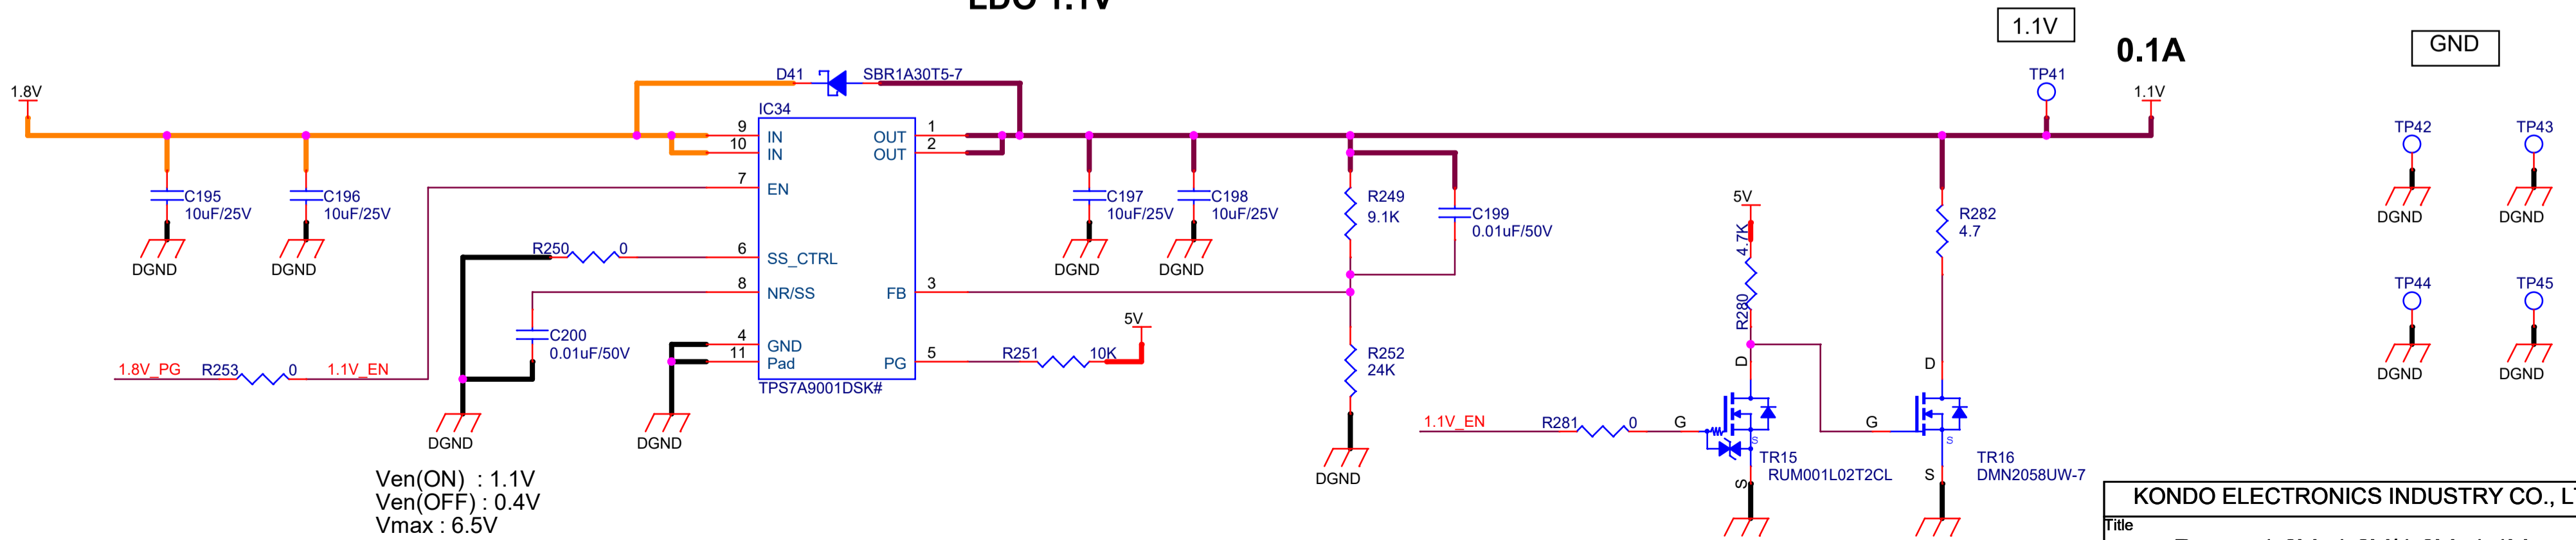 LDO 1.1V
1.1V
0.1A
GND
1.8V
D41
SBR1A30T5-7
TP41
1.1V
IC34
9 IN
OUT 1
10 IN
OUT 2
7 EN
6 SS_CTRL
8 NR/SS
FB 3
4 GND
11 Pad
PG 5
TPS7A9001DSK#
C195
10uF/25V
DGND
C196
10uF/25V
DGND
R250 0
C200
0.01uF/50V
1.8V_PG R253 0 1.1V_EN
DGND
DGND
Ven(ON) : 1.1V
Ven(OFF) : 0.4V
Vmax : 6.5V
R251 10K
5V
C197
10uF/25V
DGND
C198
10uF/25V
DGND
R249
9.1K
C199
0.01uF/50V
R252
24K
DGND
5V
4.7K
R280
R282
4.7
1.1V_EN R281 0 G
D
S
S
TR15
RUM001L02T2CL
G
D
S
S
TR16
DMN2058UW-7
TP42
DGND
TP43
DGND
TP44
DGND
TP45
DGND
KONDO ELECTRONICS INDUSTRY CO.,
Title